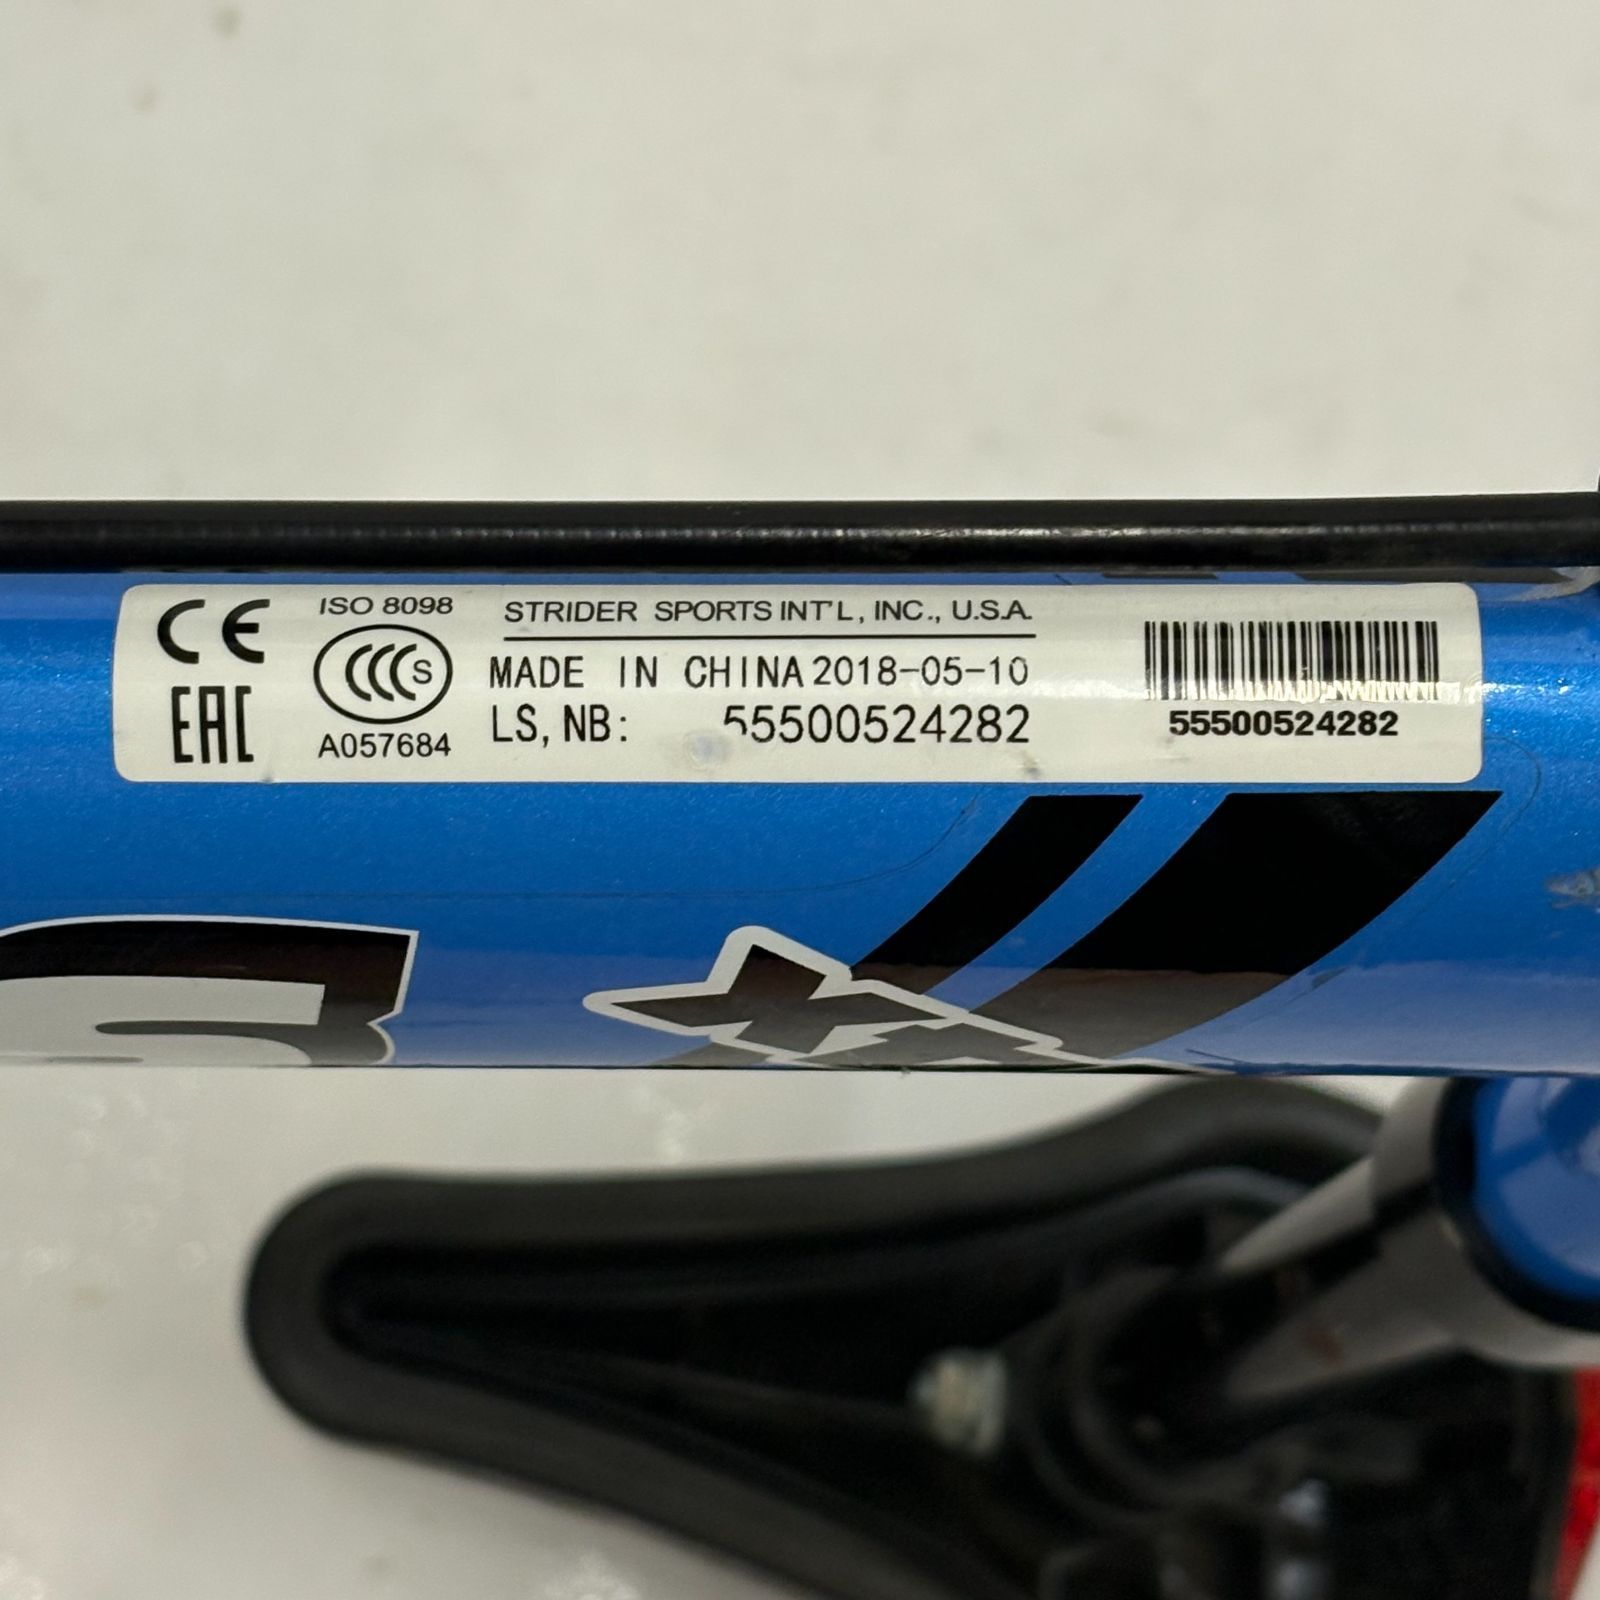 CE
EAC
ISO 8098
CCC S
A057684
STRIDER SPORTS INT'L, INC., U.S.A.
MADE IN CHINA 2018-05-10
LS, NB: 55500524282
55500524282